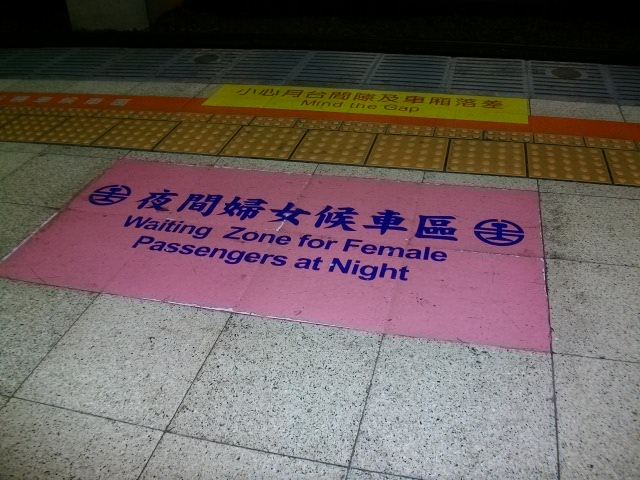 小心月台間隙及車廂落差
Mind the Gap
夜間婦女候車區
Waiting Zone for Female
Passengers at Night